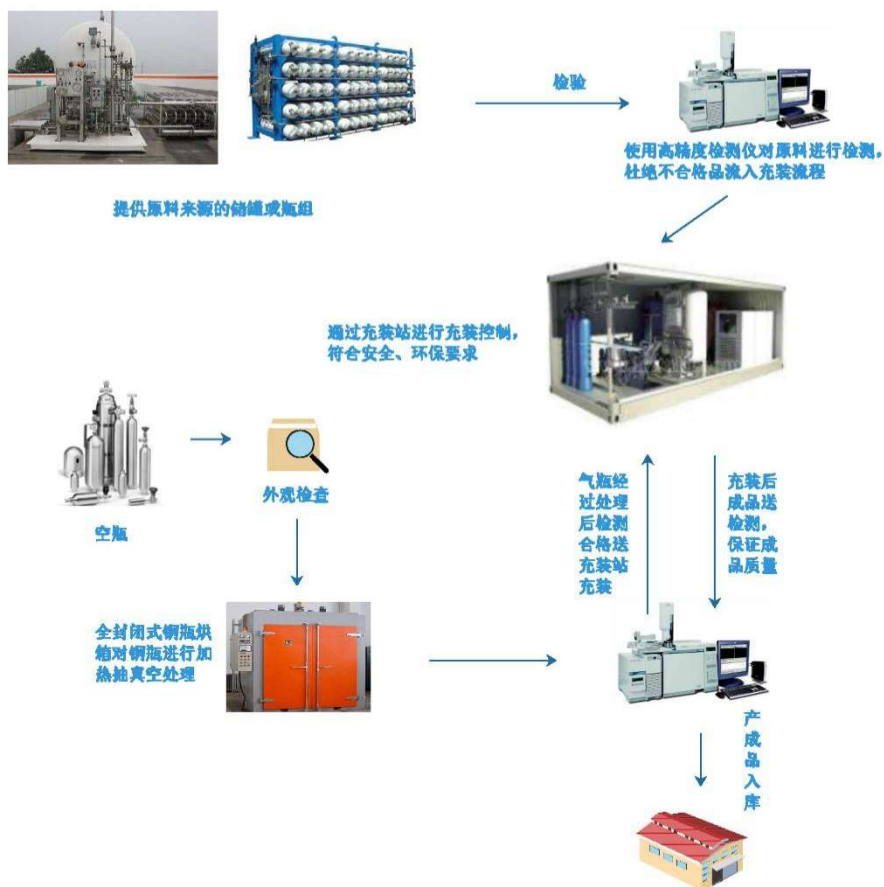 检验
使用高精度检测仪对原料进行检测,
杜绝不合格品流入充装流程
提供原料来源的储罐或瓶组
通过充装站进行充装控制,
符合安全、环保要求
外观检查
空瓶
气瓶经
过处理
后检测
合格送
充装站
充装
充装后
成品送
检测,
保证成
品质量
全封闭式钢瓶烘
箱对钢瓶进行加
热抽真空处理
产
成
品
入
库